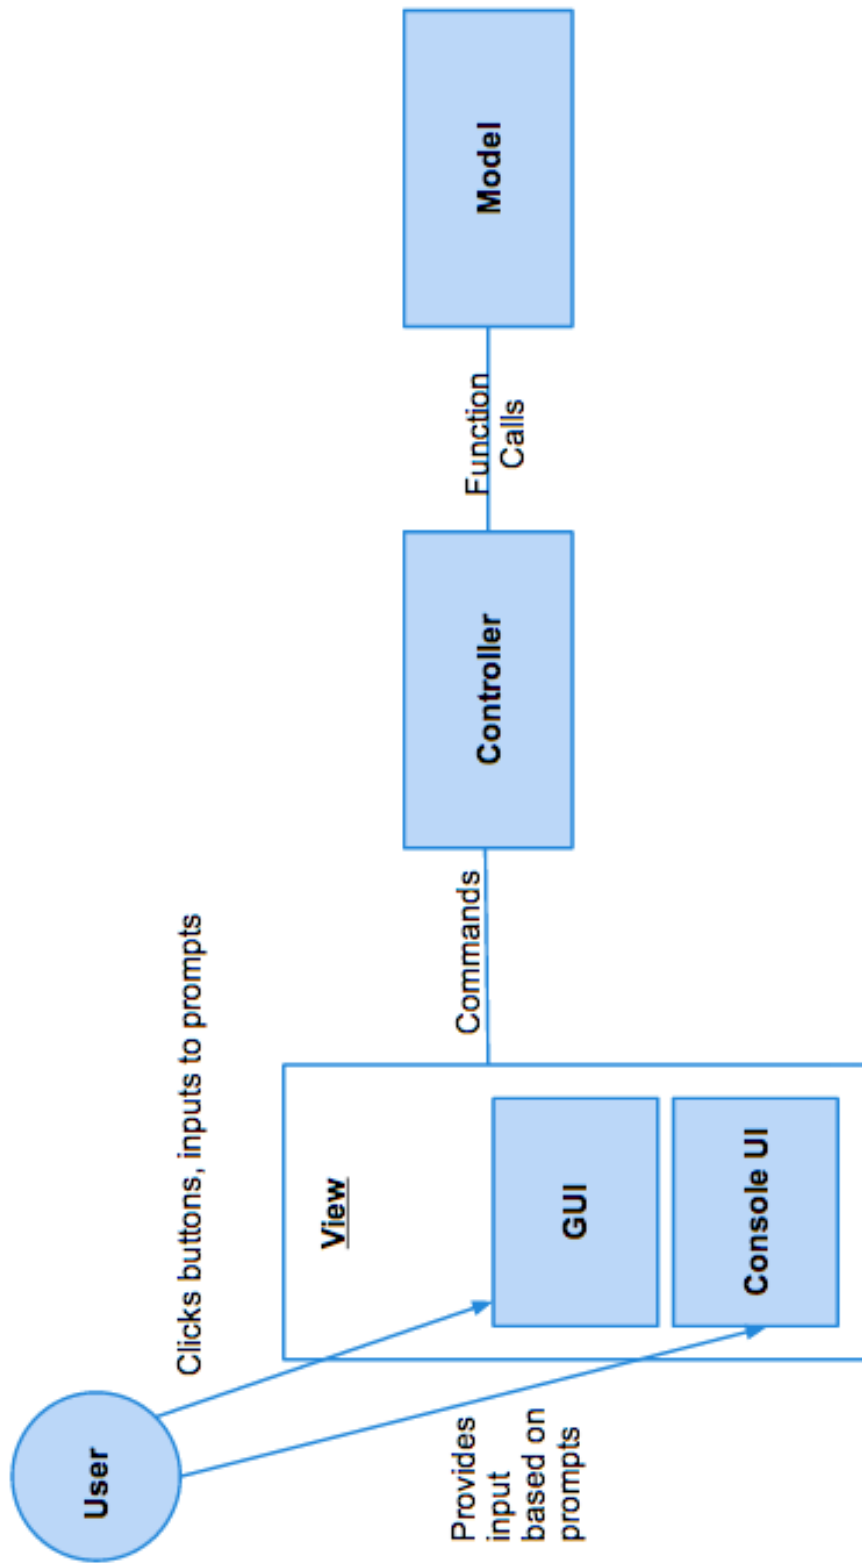 User
Clicks buttons, inputs to prompts
Provides
input
based on
prompts
View
GUI
Console UI
Commands
Controller
Function
Calls
Model